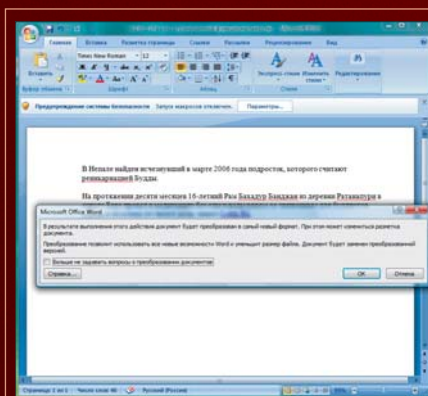 Главная Вставка Разметка страницы Ссылки Рассылки Рецензирование Вид
Times New Roman 12
Вставить
Экспресс-стили Изменить стили Редактирование
Буфер обмена Шрифт Абзац Стили
Предупреждение системы безопасности Запуск макросов отключен. Параметры...
В Непале найден исчезнувший в марте 2006 года подросток, которого считают
реинкарнацией Будды.
На протяжении десяти месяцев 16-летний Рам Бахадур Банджан из деревни Ратанапури в
Microsoft Office Word
В результате выполнения этого действия документ будет преобразован в самый новый формат. При этом может измениться разметка
документа.
Преобразование позволит использовать все новые возможности Word и уменьшит размер файла. Документ будет заменен преобразованной
версией.
Больше не задавать вопросы о преобразовании документов
Справка... ОК Отмена
Страница: 1 из 1 Число слов: 46 Русский (Россия)